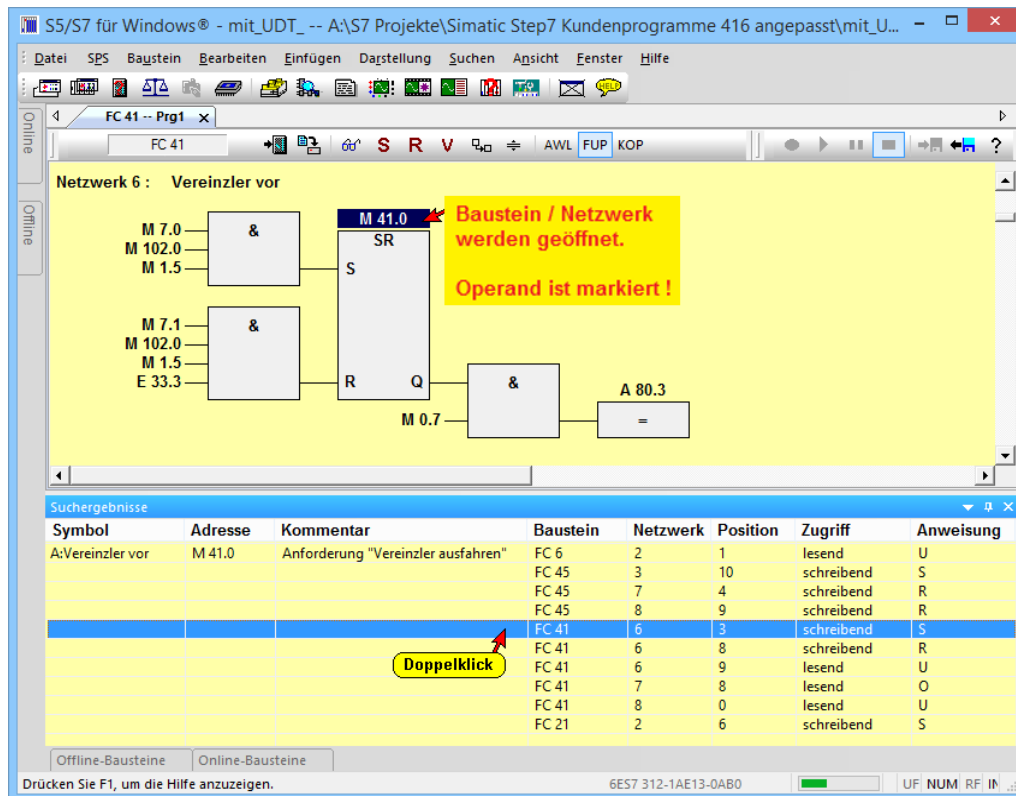 S5/S7 für Windows® - mit_UDT_ -- A:\S7 Projekte\Simatic Step7 Kundenprogramme 416 angepasst\mit_U...
Datei SPS Baustein Bearbeiten Einfügen Darstellung Suchen Ansicht Fenster Hilfe
HELP
Online
Offline
FC 41 -- Prg1 x
FC 41 S R V AWL FUP KOP ?
Netzwerk 6 : Vereinzler vor
M 7.0
M 102.0
M 1.5
&
M 41.0
SR
S
Baustein / Netzwerk
werden geöffnet.
Operand ist markiert !
M 7.1
M 102.0
M 1.5
E 33.3
&
R Q
&
M 0.7
A 80.3
=
Suchergebnisse
Symbol Adresse Kommentar Baustein Netzwerk Position Zugriff Anweisung
A:Vereinzler vor M 41.0 Anforderung "Vereinzler ausfahren" FC 6 2 1 lesend U
FC 45 3 10 schreibend S
FC 45 7 4 schreibend R
FC 45 8 9 schreibend R
FC 41 6 3 schreibend S
FC 41 6 8 schreibend R
Doppelklick
FC 41 6 9 lesend U
FC 41 7 8 lesend O
FC 41 8 0 lesend U
FC 21 2 6 schreibend S
Offline-Bausteine Online-Bausteine
Drücken Sie F1, um die Hilfe anzuzeigen. 6ES7 312-1AE13-0AB0 UF NUM RF